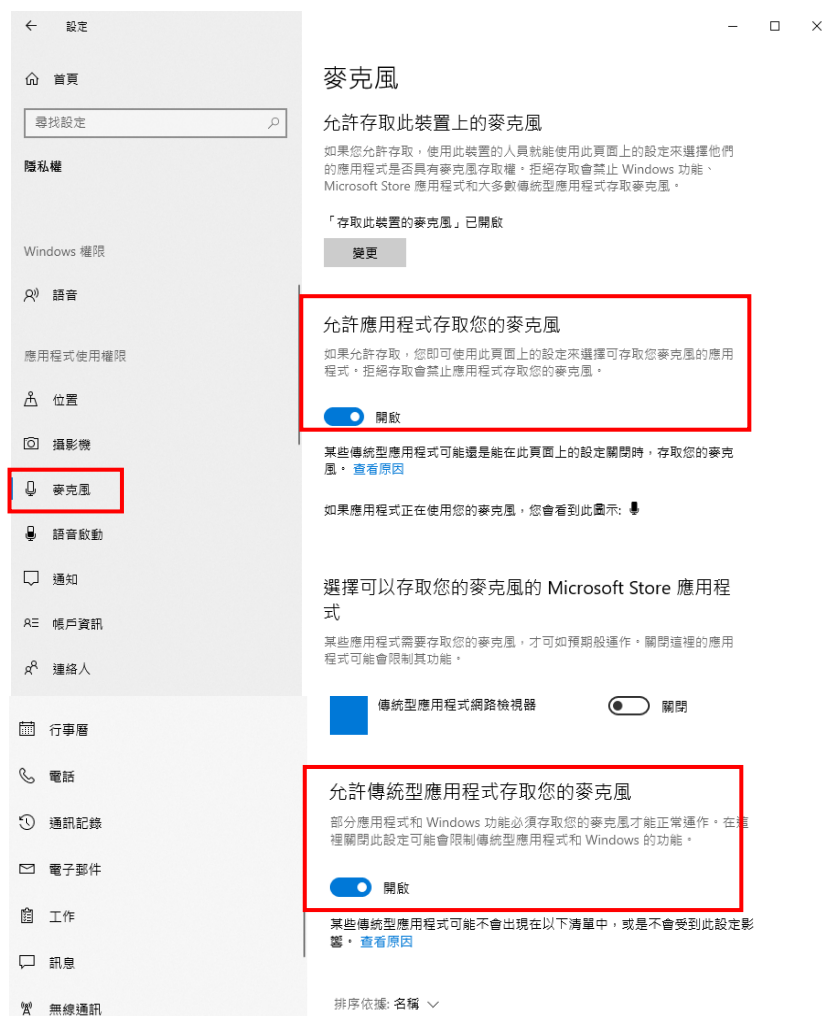 設定
首頁
尋找設定
隱私權
Windows 權限
語音
應用程式使用權限
位置
攝影機
麥克風
語音啟動
通知
帳戶資訊
連絡人
行事曆
電話
通訊記錄
電子郵件
工作
訊息
無線通訊
麥克風
允許存取此裝置上的麥克風
如果您允許存取，使用此裝置的人員就能使用此頁面上的設定來選擇他們
的應用程式是否具有麥克風存取權。拒絕存取會禁止 Windows 功能、
Microsoft Store 應用程式和大多數傳統型應用程式存取麥克風。
「存取此裝置的麥克風」已開啟
變更
允許應用程式存取您的麥克風
如果允許存取，您即可使用此頁面上的設定來選擇可存取您麥克風的應用
程式。拒絕存取會禁止應用程式存取您的麥克風。
開啟
某些傳統型應用程式可能還是能在此頁面上的設定關閉時，存取您的麥克
風。 查看原因
如果應用程式正在使用您的麥克風，您會看到此圖示:
選擇可以存取您的麥克風的 Microsoft Store 應用程
式
某些應用程式需要存取您的麥克風，才可如預期般運作。關閉這裡的應用
程式可能會限制其功能。
傳統型應用程式網路檢視器
關閉
允許傳統型應用程式存取您的麥克風
部分應用程式和 Windows 功能必須存取您的麥克風才能正常運作。在這
裡關閉此設定可能會限制傳統型應用程式和 Windows 的功能。
開啟
某些傳統型應用程式可能不會出現在以下清單中，或是不會受到此設定影
響。 查看原因
排序依據: 名稱